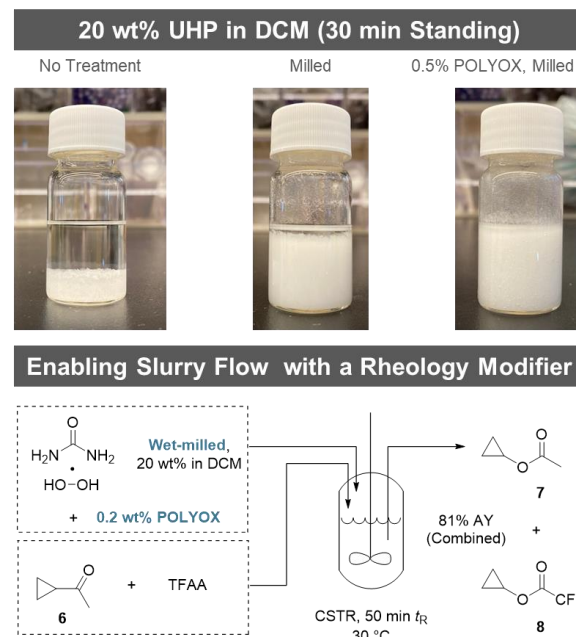 20 wt% UHP in DCM (30 min Standing)
No Treatment
Milled
0.5% POLYOX, Milled
Enabling Slurry Flow with a Rheology Modifier
O
H₂N
NH₂
•
HO–OH
Wet-milled,
20 wt% in DCM
+ 0.2 wt% POLYOX
O
6
+
TFAA
CSTR, 50 min tR
30 °C
81% AY
(Combined)
O
O
7
+
O
O
CF
8